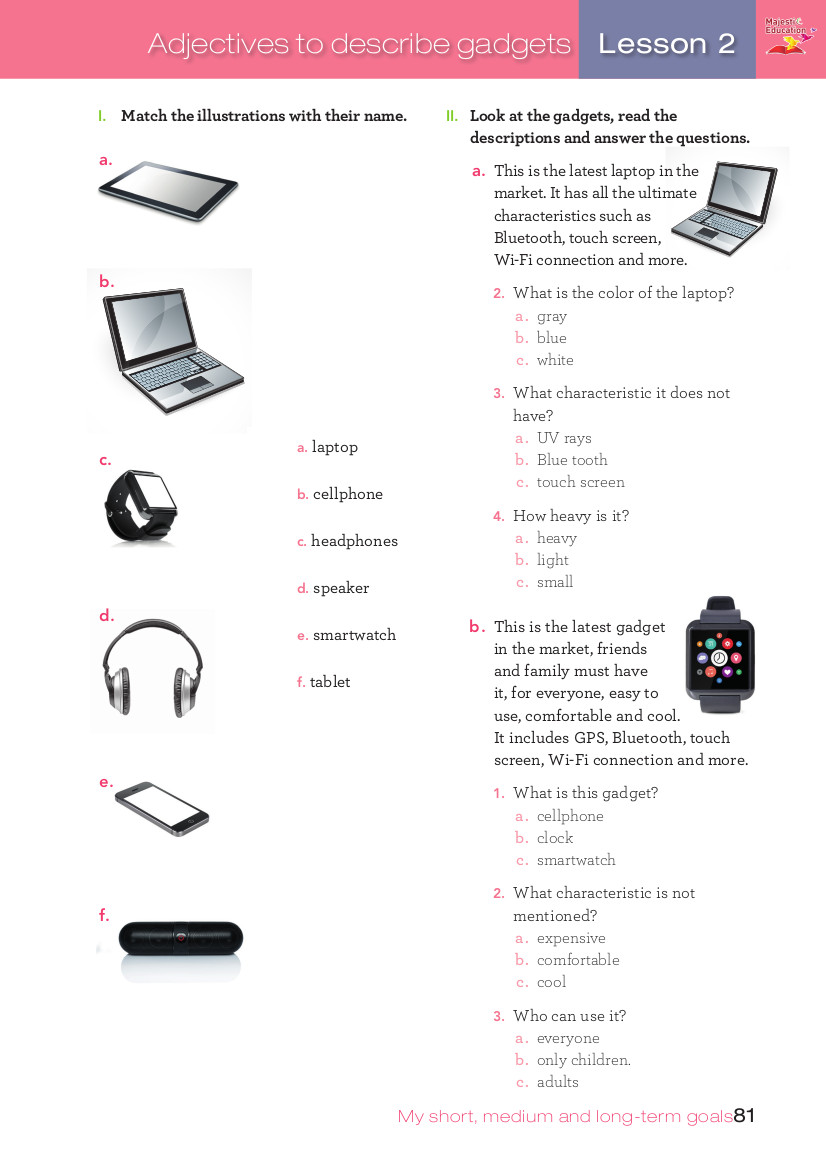 Adjectives to describe gadgets
Lesson 2
Majestic
Education
I. Match the illustrations with their name.
a.
b.
c.
d.
e.
f.
a. laptop
b. cellphone
c. headphones
d. speaker
e. smartwatch
f. tablet
II. Look at the gadgets, read the
descriptions and answer the questions.
a. This is the latest laptop in the
market. It has all the ultimate
characteristics such as
Bluetooth, touch screen,
Wi-Fi connection and more.
2. What is the color of the laptop?
a. gray
b. blue
c. white
3. What characteristic it does not
have?
a. UV rays
b. Blue tooth
c. touch screen
4. How heavy is it?
a. heavy
b. light
c. small
b. This is the latest gadget
in the market, friends
and family must have
it, for everyone, easy to
use, comfortable and cool.
It includes GPS, Bluetooth, touch
screen, Wi-Fi connection and more.
1. What is this gadget?
a. cellphone
b. clock
c. smartwatch
2. What characteristic is not
mentioned?
a. expensive
b. comfortable
c. cool
3. Who can use it?
a. everyone
b. only children.
c. adults
My short, medium and long-term goals81